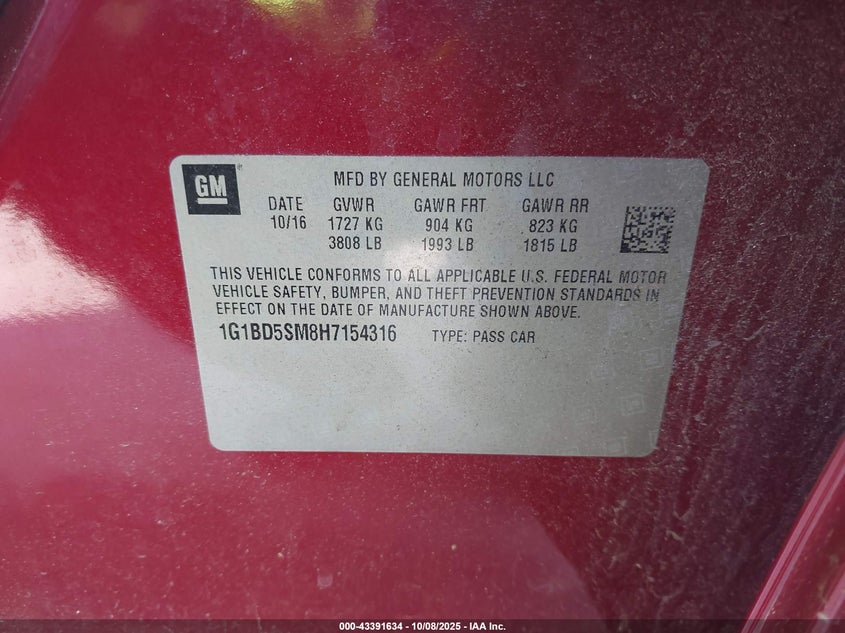 GM
MFD BY GENERAL MOTORS LLC
DATE GVWR GAWR FRT GAWR RR
10/16 1727 KG 904 KG 823 KG
3808 LB 1993 LB 1815 LB
THIS VEHICLE CONFORMS TO ALL APPLICABLE U.S. FEDERAL MOTOR
VEHICLE SAFETY, BUMPER, AND THEFT PREVENTION STANDARDS IN
EFFECT ON THE DATE OF MANUFACTURE SHOWN ABOVE.
1G1BD5SM8H7154316 TYPE: PASS CAR
000-43391634 - 10/08/2025 - IAA Inc.